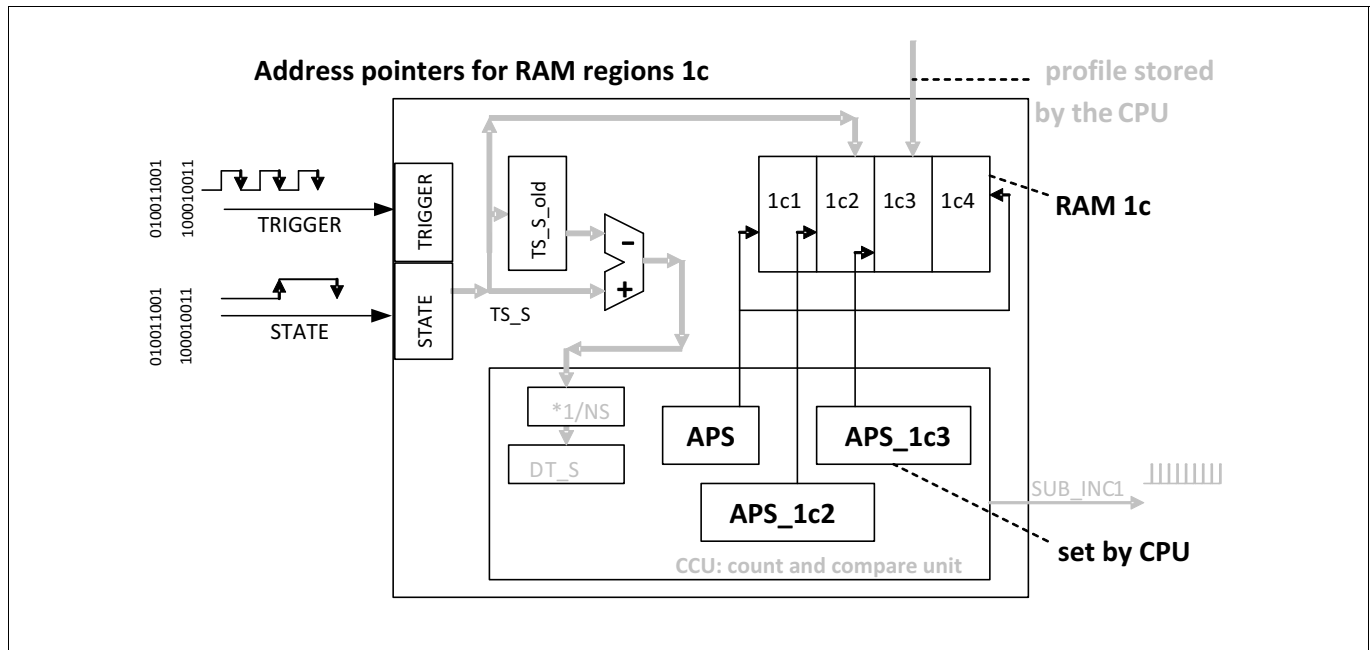 Address pointers for RAM regions 1c
profile stored
by the CPU
010011001
100010011
TRIGGER
TRIGGER
TS_S_old
-
+
1c1
1c2
1c3
1c4
RAM 1c
010011001
100010011
STATE
STATE
TS_S
*1/NS
DT_S
APS
APS_1c3
APS_1c2
SUB_INC1
set by CPU
CCU: count and compare unit